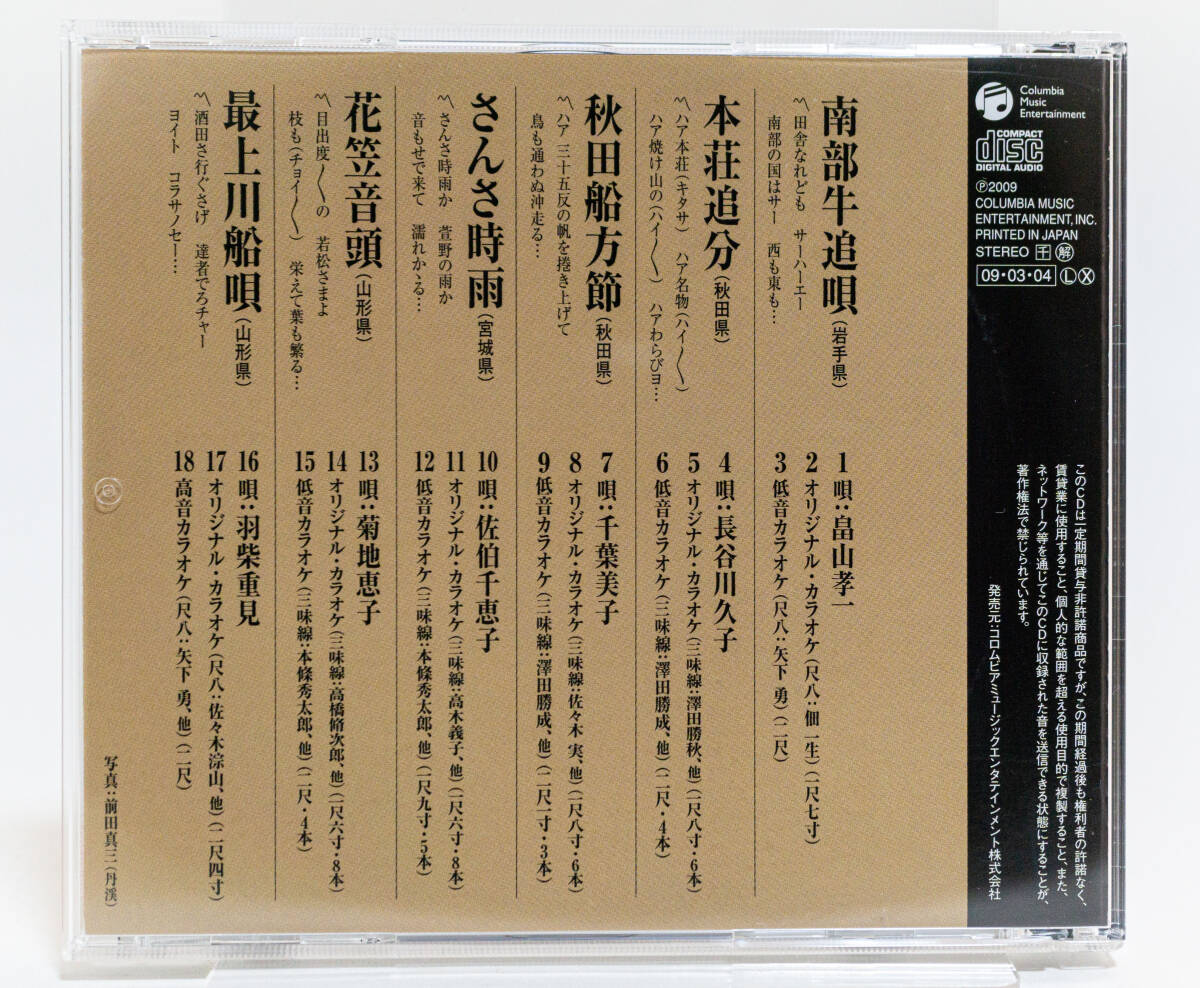 Columbia
Music
Entertainment
COMPACT
disc
DIGITAL AUDIO
Ⓟ2009
COLUMBIA MUSIC
ENTERTAINMENT, INC.
PRINTED IN JAPAN
STEREO 〒 解
09・03・04 Ⓛ Ⓧ
このCDは一定期間貸与非許諾商品ですが、この期間経過後も権利者の許諾なく、
賃貸業に使用すること、個人的な範囲を超える使用目的で複製すること、また、
ネットワーク等を通じてこのCDに収録された音を送信できる状態にすることが、
著作権法で禁じられています。
発売元:コロムビアミュージックエンタテインメント株式会社
南部牛追唄(岩手県)
〽田舎なれども サーハーエー
南部の国はサー 西も東も…
1 唄:畠山孝一
2 オリジナル・カラオケ(尺八:佃一生)(一尺七寸)
3 低音カラオケ(尺八:矢下 勇)(二尺)
本荘追分(秋田県)
〽ハア本荘(キタサ) ハア名物(ハイ〳〵)
ハア焼け山の(ハイ〳〵) ハアわらびヨ…
4 唄:長谷川久子
5 オリジナル・カラオケ(三味線:澤田勝秋、他)(一尺八寸・6本)
6 低音カラオケ(三味線:澤田勝成、他)(二尺・4本)
秋田船方節(秋田県)
〽ハア 三十五反の帆を捲き上げて
鳥も通わぬ沖走る…
7 唄:千葉美子
8 オリジナル・カラオケ(三味線:佐々木 実、他)(一尺八寸・6本)
9 低音カラオケ(三味線:澤田勝成、他)(二尺一寸・3本)
さんさ時雨(宮城県)
〽さんさ時雨か 萱野の雨か
音もせで来て 濡れかゝる…
10 唄:佐伯千恵子
11 オリジナル・カラオケ(三味線:高木義子、他)(一尺六寸・8本)
12 低音カラオケ(三味線:本條秀太郎、他)(一尺九寸・5本)
花笠音頭(山形県)
〽目出度〳〵の 若松さまよ
枝も(チョイ〳〵) 栄えて葉も繁る…
13 唄:菊地恵子
14 オリジナル・カラオケ(三味線:高橋脩次郎、他)(一尺六寸・8本)
15 低音カラオケ(三味線:本條秀太郎、他)(二尺・4本)
最上川船唄(山形県)
〽酒田さ行ぐさげ 達者でろチャー
ヨイト コラサノセー…
16 唄:羽柴重見
17 オリジナル・カラオケ(尺八:佐々木淙山、他)(二尺四寸)
18 高音カラオケ(尺八:矢下 勇、他)(二尺)
写真:前田真三(丹溪)